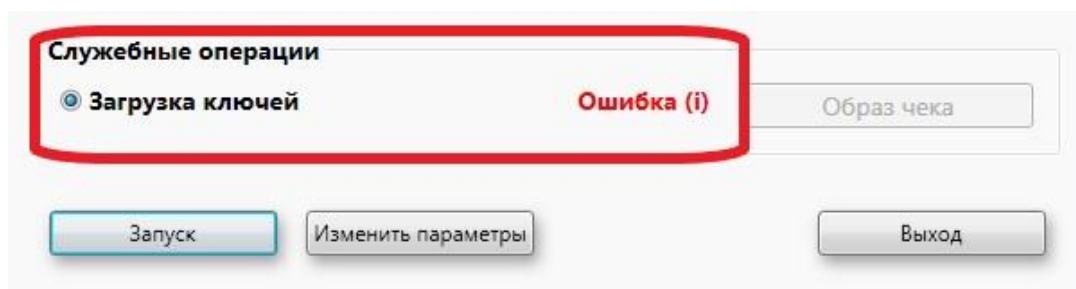 Служебные операции
Загрузка ключей Ошибка (i) Образ чека
Запуск Изменить параметры Выход